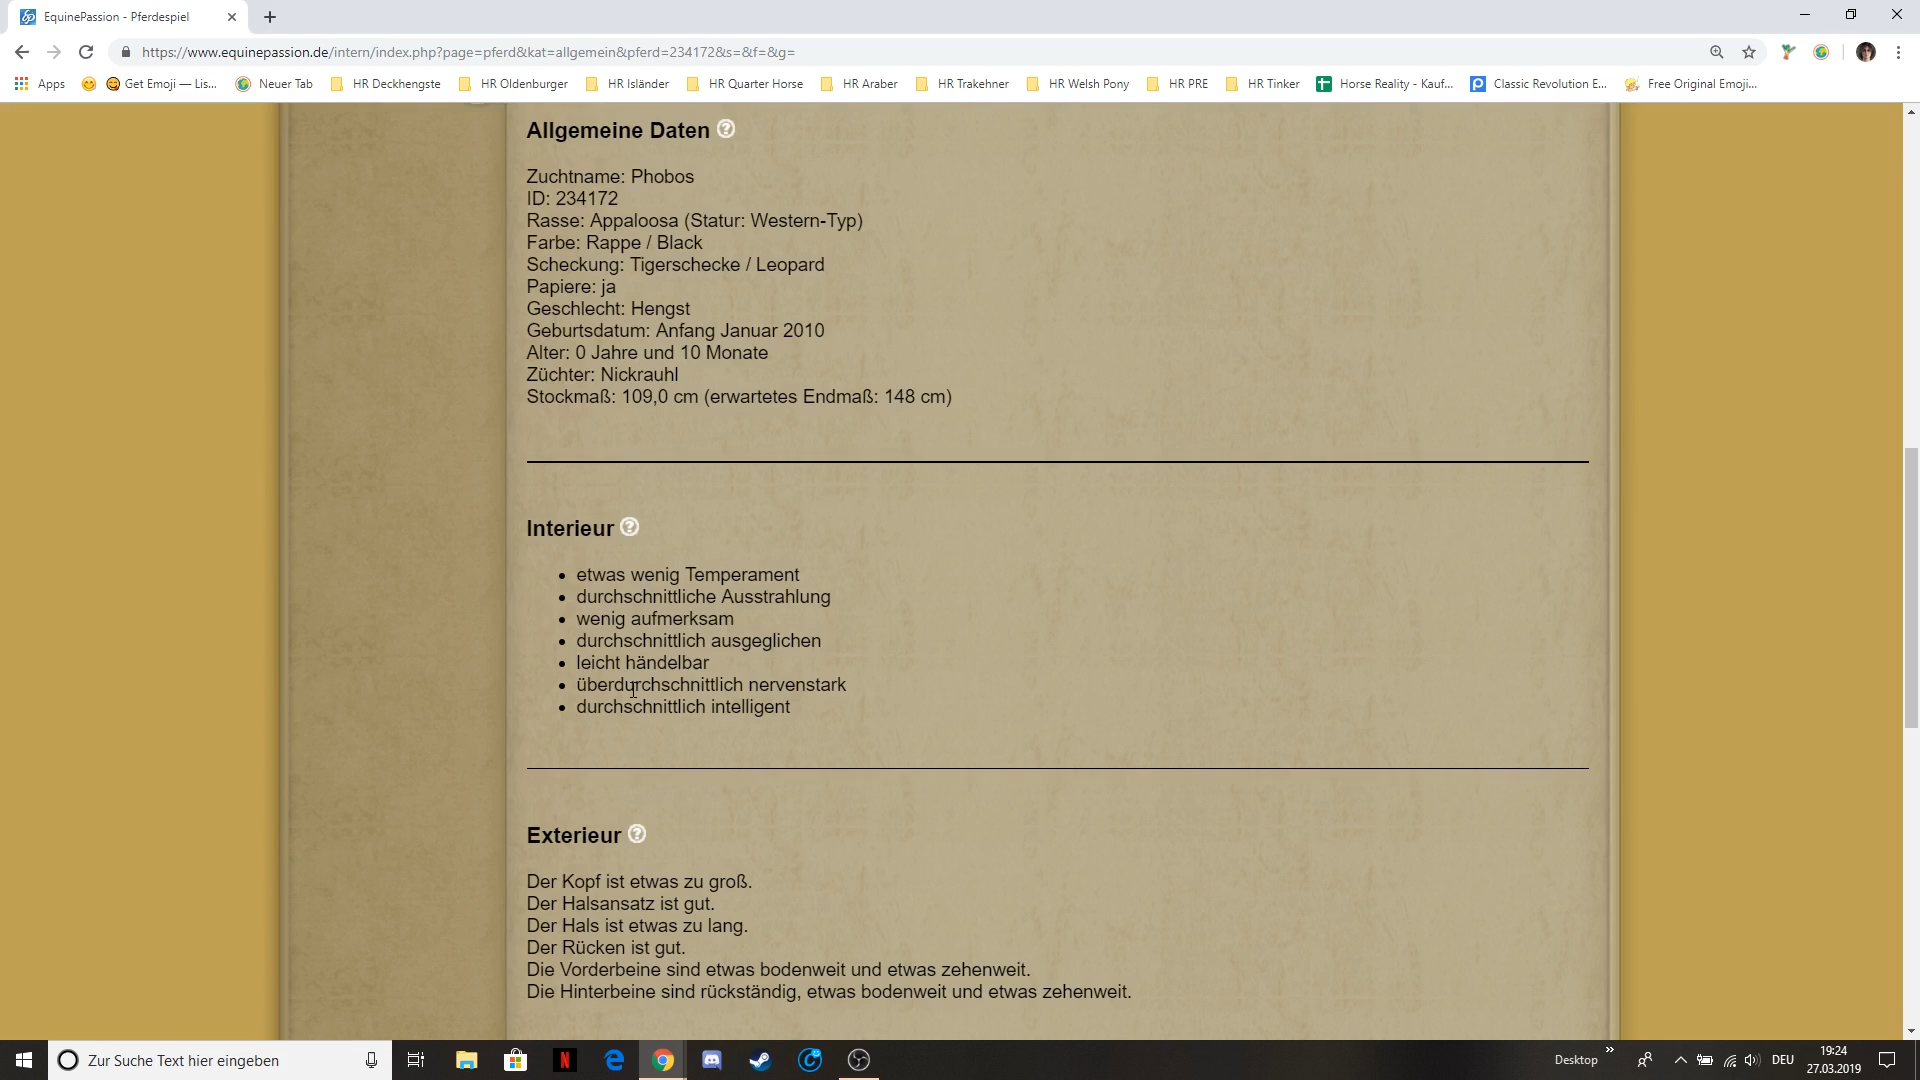 EquinePassion - Pferdespiel
https://www.equinepassion.de/intern/index.php?page=pferd&kat=allgemein&pferd=234172&s=&f=&g=
Apps Get Emoji — Lis... Neuer Tab HR Deckhengste HR Oldenburger HR Isländer HR Quarter Horse HR Araber HR Trakehner HR Welsh Pony HR PRE HR Tinker Horse Reality - Kauf... Classic Revolution E... Free Original Emoji...
Allgemeine Daten ?
Zuchtname: Phobos
ID: 234172
Rasse: Appaloosa (Statur: Western-Typ)
Farbe: Rappe / Black
Scheckung: Tigerschecke / Leopard
Papiere: ja
Geschlecht: Hengst
Geburtsdatum: Anfang Januar 2010
Alter: 0 Jahre und 10 Monate
Züchter: Nickrauhl
Stockmaß: 109,0 cm (erwartetes Endmaß: 148 cm)
Interieur ?
• etwas wenig Temperament
• durchschnittliche Ausstrahlung
• wenig aufmerksam
• durchschnittlich ausgeglichen
• leicht händelbar
• überdurchschnittlich nervenstark
• durchschnittlich intelligent
Exterieur ?
Der Kopf ist etwas zu groß.
Der Halsansatz ist gut.
Der Hals ist etwas zu lang.
Der Rücken ist gut.
Die Vorderbeine sind etwas bodenweit und etwas zehenweit.
Die Hinterbeine sind rückständig, etwas bodenweit und etwas zehenweit.
Zur Suche Text hier eingeben
Desktop
DEU
19:24
27.03.2019